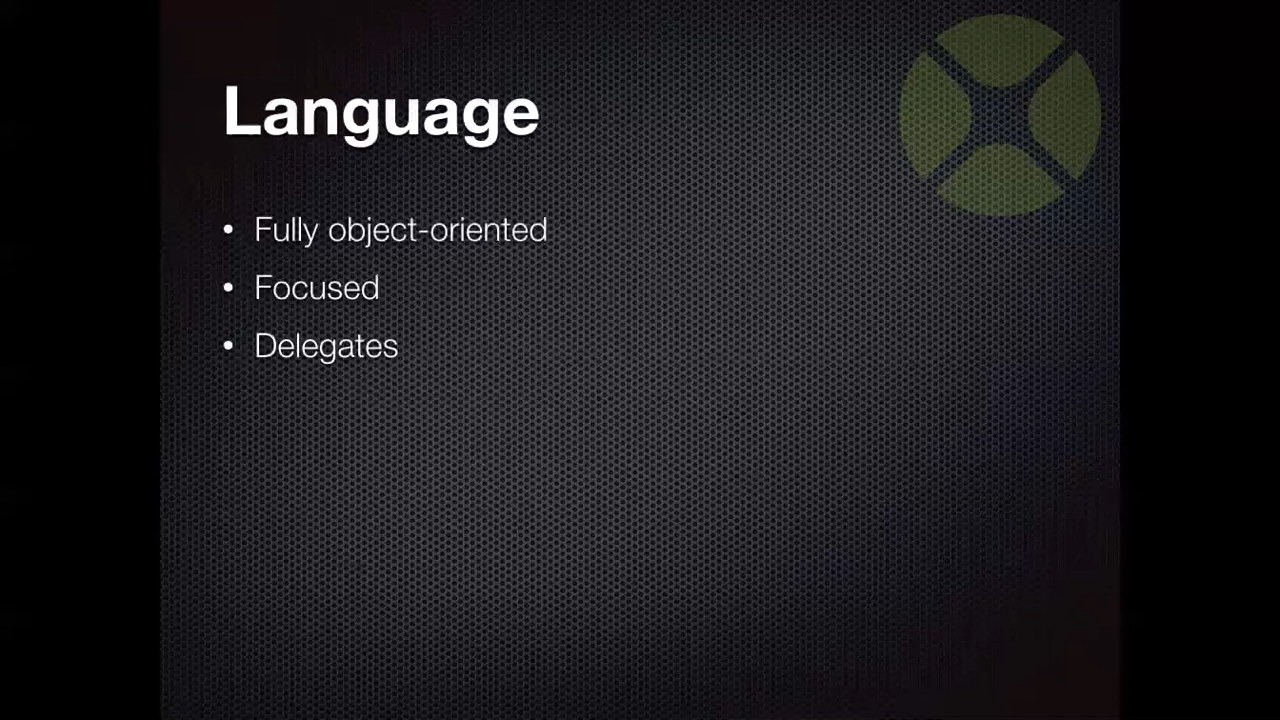 Language
• Fully object-oriented
• Focused
• Delegates